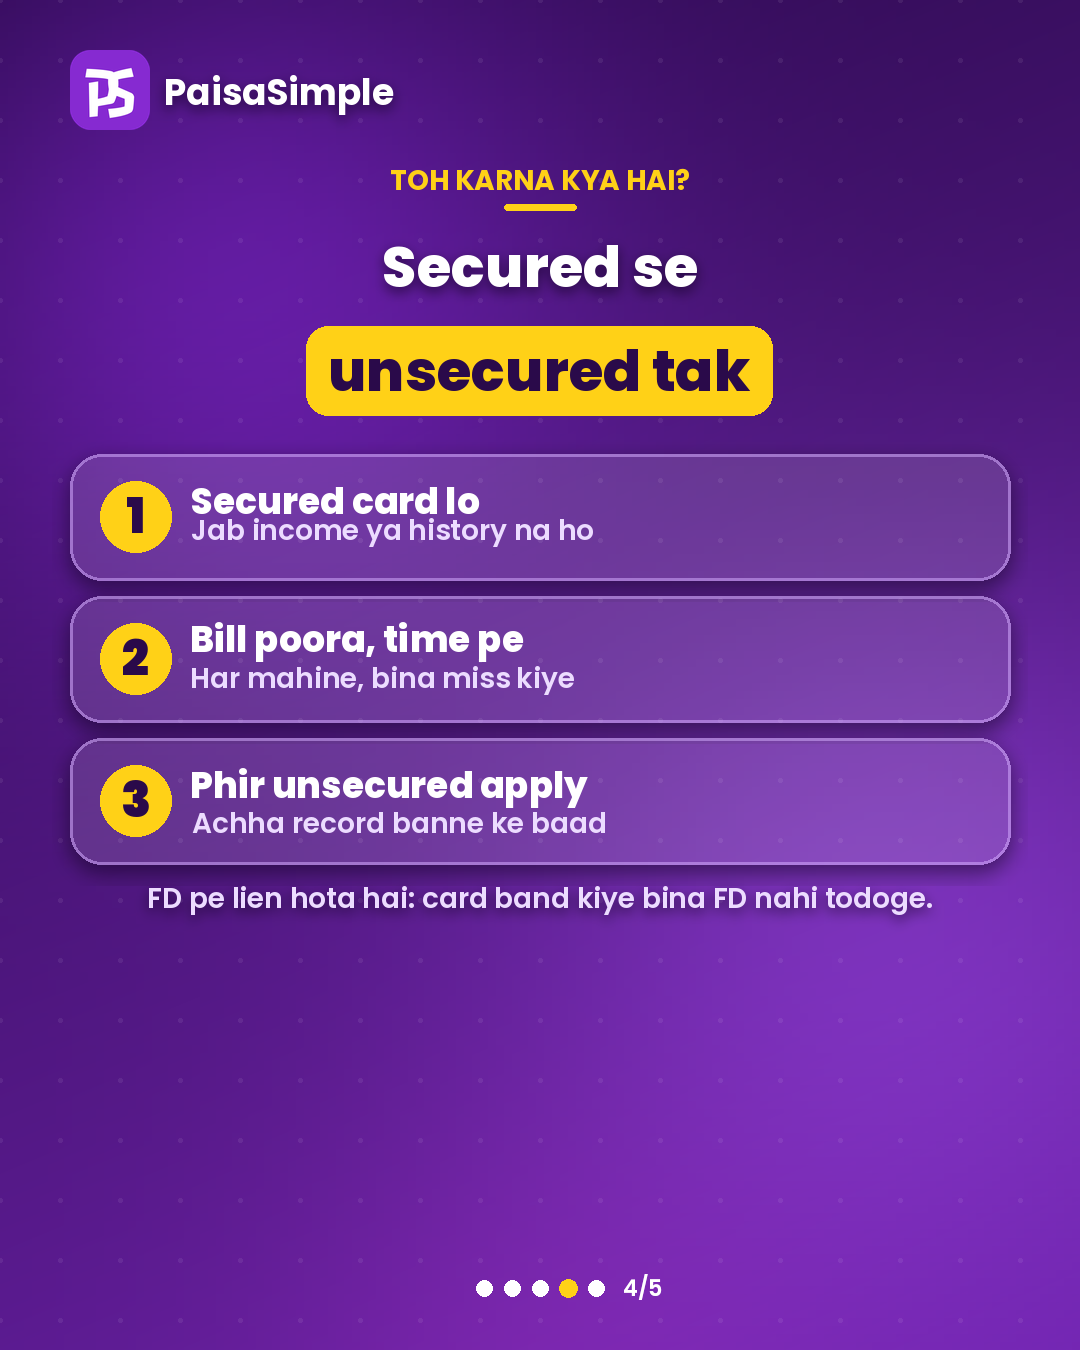 PaisaSimple
TOH KARNA KYA HAI?
Secured se
unsecured tak
1
Secured card lo
Jab income ya history na ho
2
Bill poora, time pe
Har mahine, bina miss kiye
3
Phir unsecured apply
Achha record banne ke baad
FD pe lien hota hai: card band kiye bina FD nahi todoge.
4/5